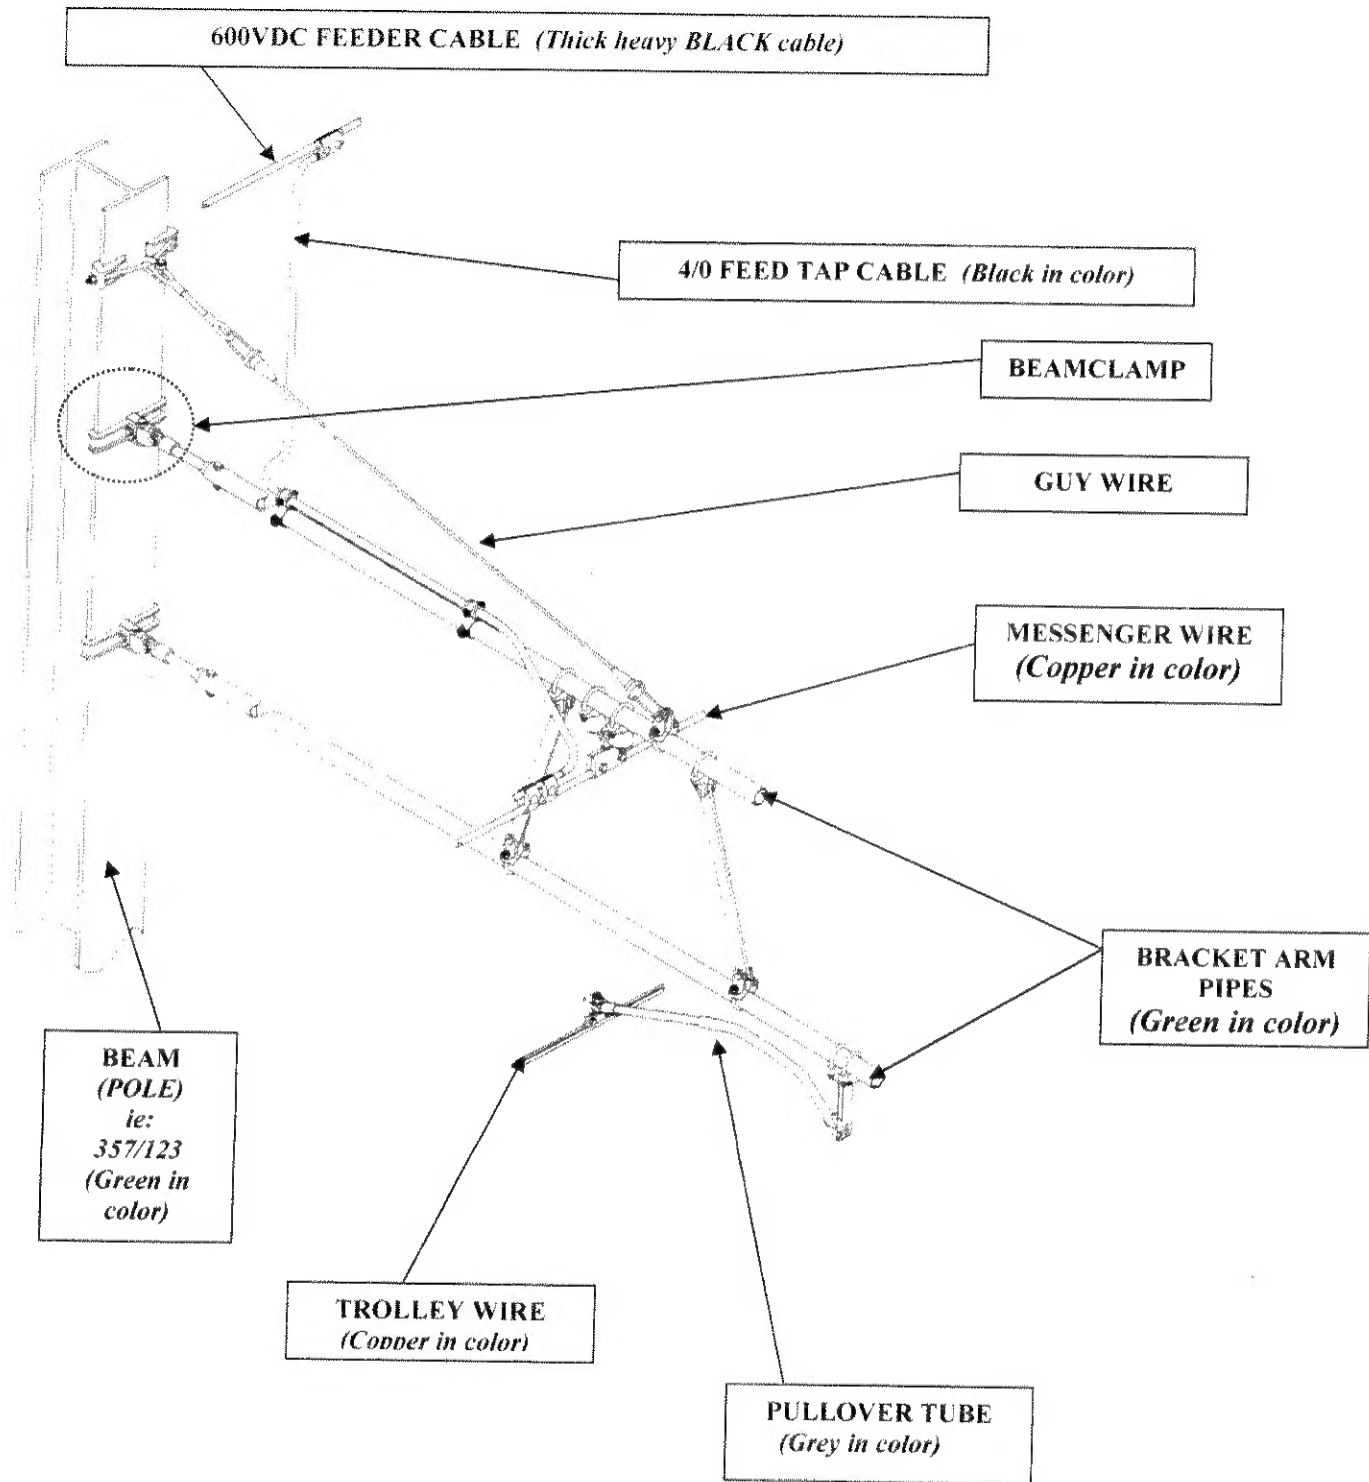 600VDC FEEDER CABLE (Thick heavy BLACK cable)
4/0 FEED TAP CABLE (Black in color)
BEAMCLAMP
GUY WIRE
MESSENGER WIRE
(Copper in color)
BRACKET ARM
PIPES
(Green in color)
BEAM
(POLE)
ie:
357/123
(Green in
color)
TROLLEY WIRE
(Copper in color)
PULLOVER TUBE
(Grey in color)